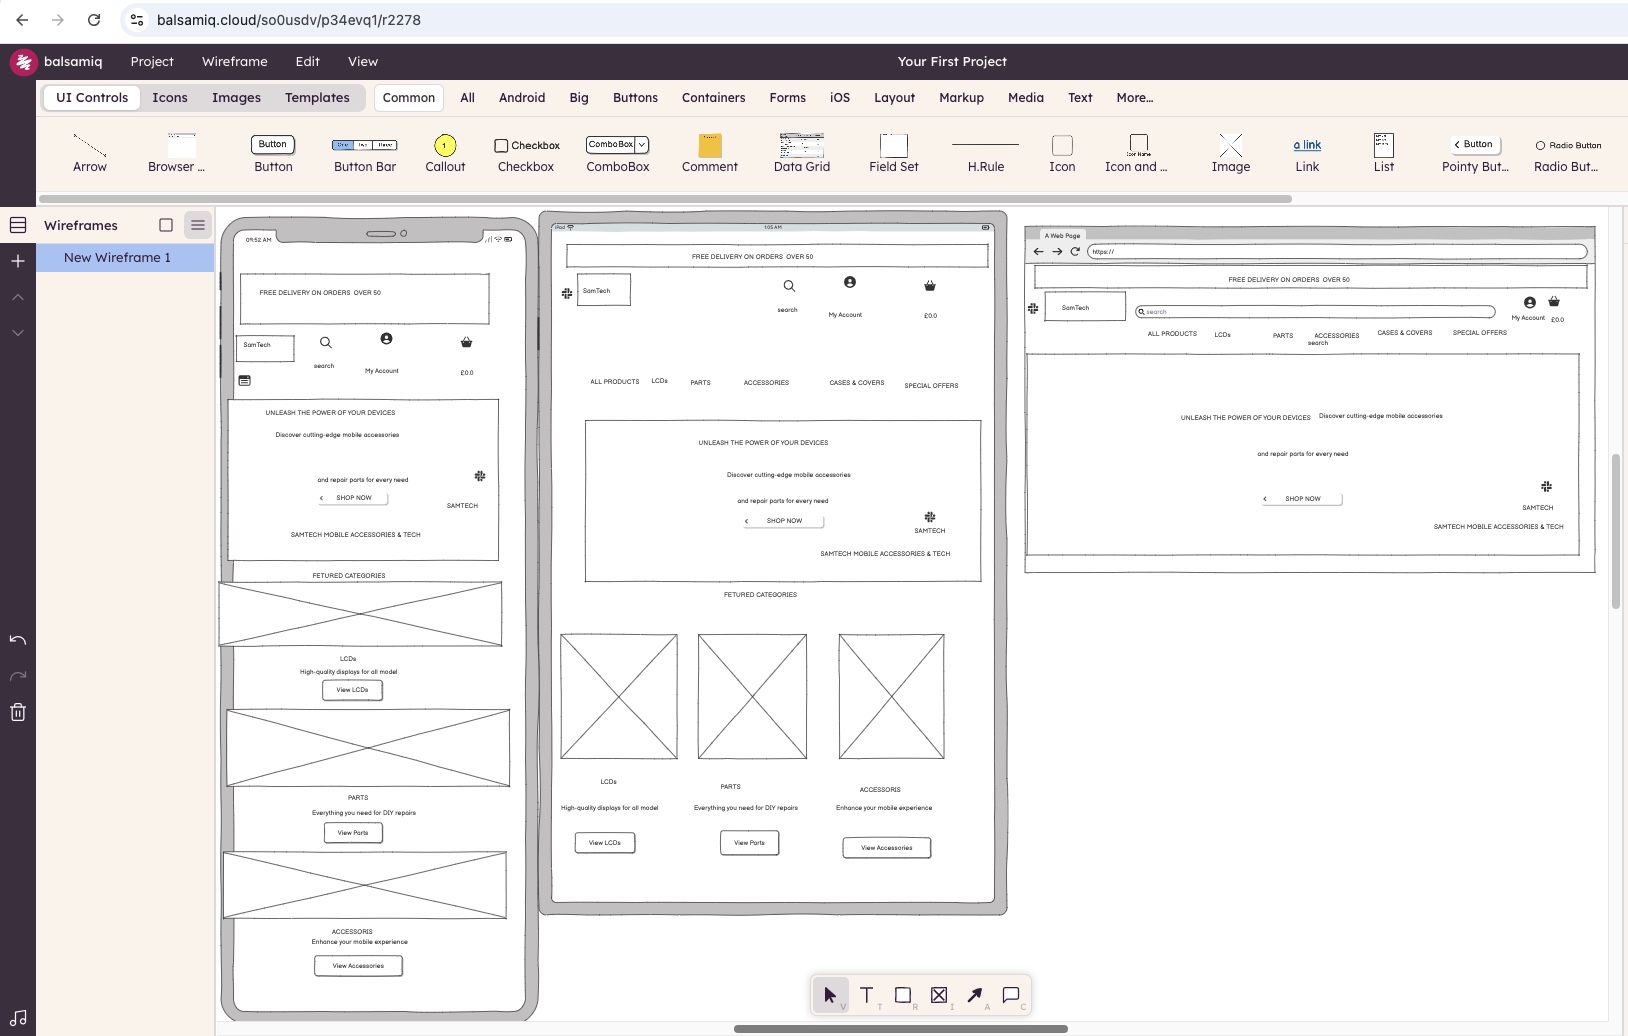 balsamiq.cloud/so0usdv/p34evq1/r2278
balsamiq Project Wireframe Edit View Your First Project
UI Controls Icons Images Templates Common All Android Big Buttons Containers Forms iOS Layout Markup Media Text More...
Button One Two Three 1 Checkbox ComboBox Icon Name a link Button Radio Button
Arrow Browser ... Button Button Bar Callout Checkbox ComboBox Comment Data Grid Field Set H.Rule Icon Icon and ... Image Link List Pointy But... Radio But...
Wireframes
New Wireframe 1
09:52 AM
FREE DELIVERY ON ORDERS OVER 50
SamTech
search
My Account
£0.0
UNLEASH THE POWER OF YOUR DEVICES
Discover cutting-edge mobile accessories
and repair parts for every need
SHOP NOW
SAMTECH
SAMTECH MOBILE ACCESSORIES & TECH
FETURED CATEGORIES
LCDs
High-quality displays for all model
View LCDs
PARTS
Everything you need for DIY repairs
View Parts
ACCESSORIS
Enhance your mobile experience
View Accessories
iPod 1:05 AM
FREE DELIVERY ON ORDERS OVER 50
SamTech
search
My Account
£0.0
ALL PRODUCTS LCDs PARTS ACCESSORIES CASES & COVERS SPECIAL OFFERS
UNLEASH THE POWER OF YOUR DEVICES
Discover cutting-edge mobile accessories
and repair parts for every need
SHOP NOW
SAMTECH
SAMTECH MOBILE ACCESSORIES & TECH
FETURED CATEGORIES
LCDs PARTS ACCESSORIS
High-quality displays for all model Everything you need for DIY repairs Enhance your mobile experience
View LCDs View Parts View Accessories
A Web Page
https://
FREE DELIVERY ON ORDERS OVER 50
SamTech
search
My Account £0.0
ALL PRODUCTS LCDs PARTS ACCESSORIES CASES & COVERS SPECIAL OFFERS
search
UNLEASH THE POWER OF YOUR DEVICES Discover cutting-edge mobile accessories
and repair parts for every need
SHOP NOW
SAMTECH
SAMTECH MOBILE ACCESSORIES & TECH
V T R I A C